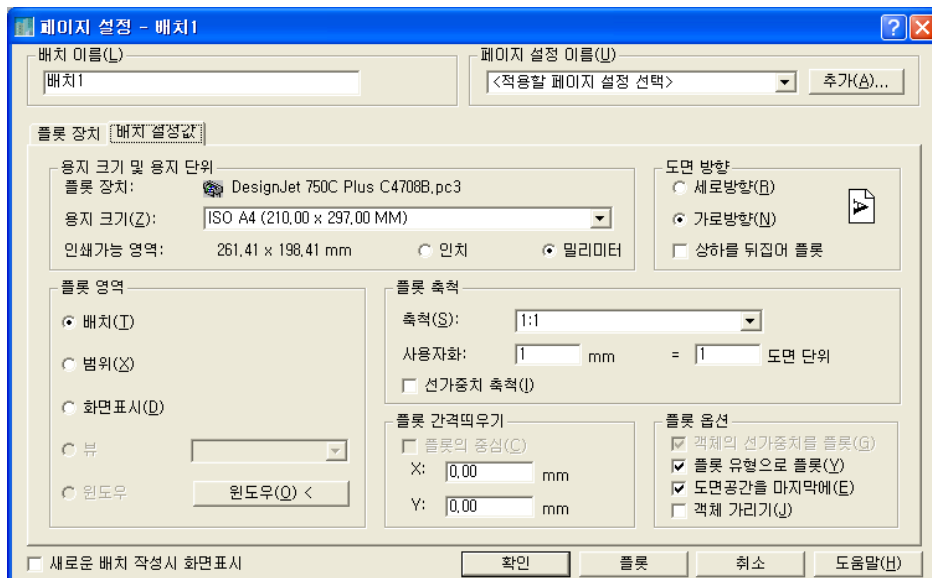 페이지 설정 - 배치1
배치 이름(L)
배치1
페이지 설정 이름(U)
<적용할 페이지 설정 선택>
추가(A)...
플롯 장치
배치 설정값
용지 크기 및 용지 단위
플롯 장치: DesignJet 750C Plus C4708B.pc3
용지 크기(Z): ISO A4 (210.00 x 297.00 MM)
인쇄가능 영역: 261.41 x 198.41 mm 인치 밀리미터
도면 방향
세로방향(R)
가로방향(N)
상하를 뒤집어 플롯
A
플롯 영역
배치(T)
범위(X)
화면표시(D)
뷰
윈도우 윈도우(O) <
플롯 축척
축척(S): 1:1
사용자화: 1 mm = 1 도면 단위
선가중치 축척(I)
플롯 간격띄우기
플롯의 중심(C)
X: 0.00 mm
Y: 0.00 mm
플롯 옵션
객체의 선가중치를 플롯(G)
플롯 유형으로 플롯(Y)
도면공간을 마지막에(E)
객체 가리기(J)
새로운 배치 작성시 화면표시
확인 플롯 취소 도움말(H)